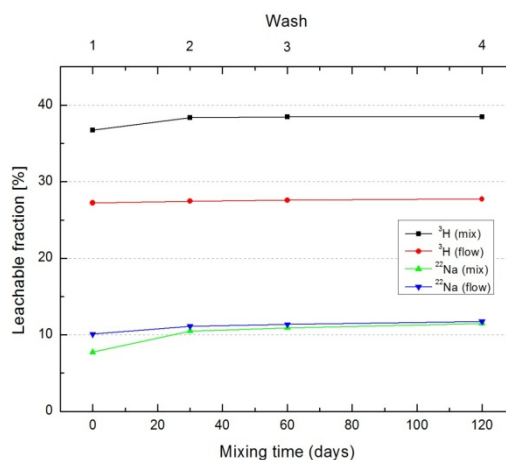 Wash
1 2 3 4
40
30
20
10
0
Leachable fraction [%]
³H (mix)
³H (flow)
²²Na (mix)
²²Na (flow)
0 20 40 60 80 100 120
Mixing time (days)